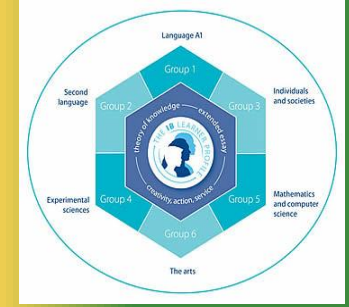 Language A1
Group 1
Second
language
Group 2
Individuals
and societies
Group 3
theory of knowledge
extended essay
THE IB LEARNER PROFILE
creativity, action, service
Experimental
sciences
Group 4
Mathematics
and computer
science
Group 5
Group 6
The arts